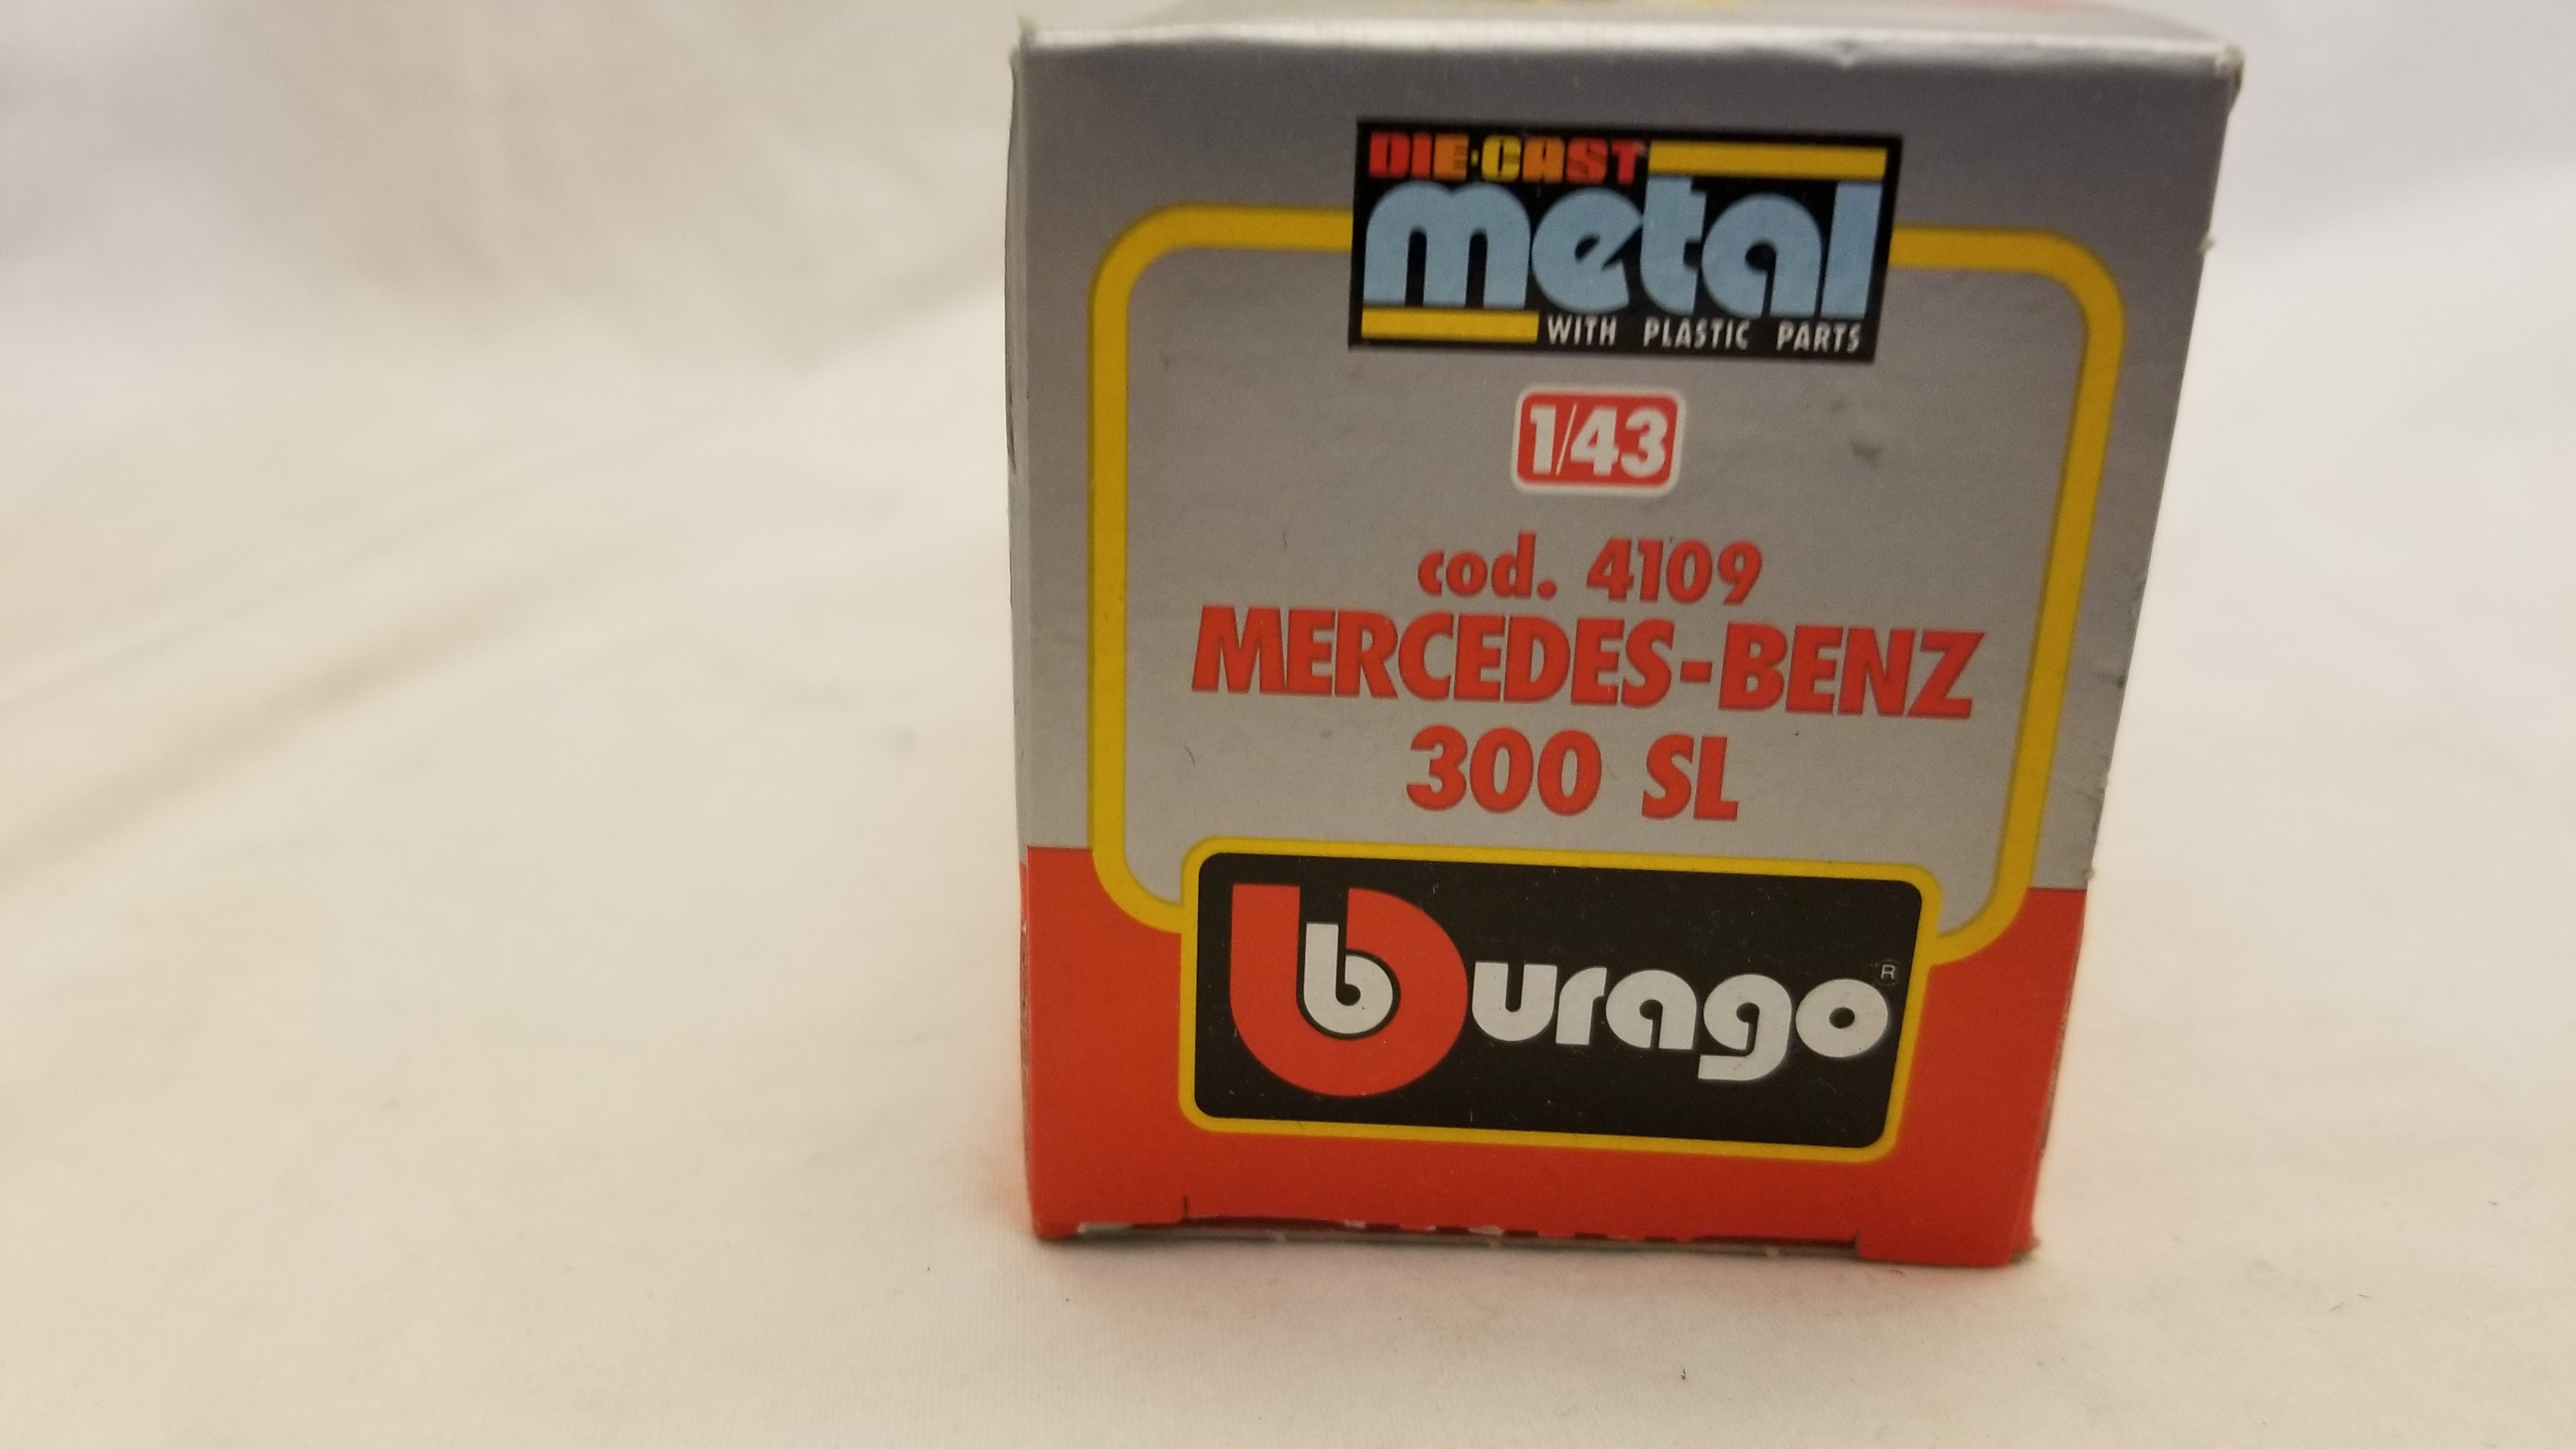 DIE·CAST
metal
WITH PLASTIC PARTS
1/43
cod. 4109
MERCEDES-BENZ
300 SL
burago®